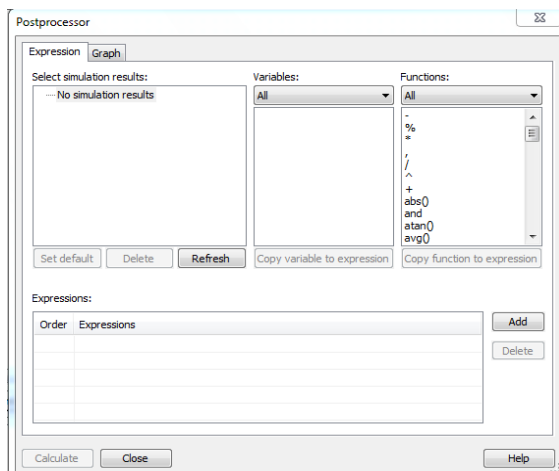 Postprocessor
Expression Graph
Select simulation results: Variables: Functions:
No simulation results All All
-
%
*
,
/
^
+
abs()
and
atan()
avg()
Set default Delete Refresh Copy variable to expression Copy function to expression
Expressions:
Order Expressions Add
Delete
Calculate Close Help